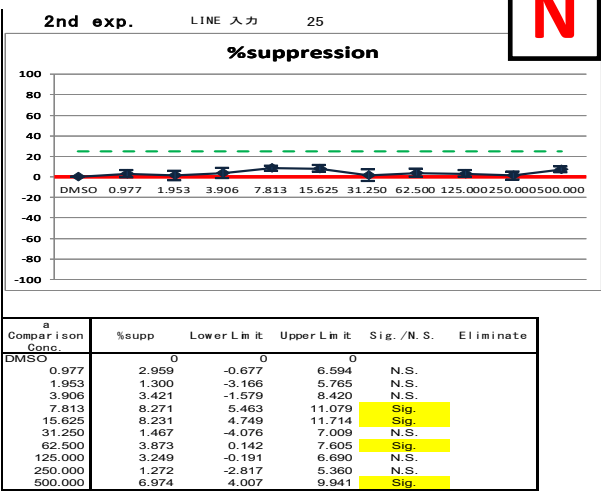 2nd exp. LINE 入力 25
N
%suppression
100
80
60
40
20
0
DMSO 0.977 1.953 3.906 7.813 15.625 31.250 62.500 125.000 250.000 500.000
-20
-40
-60
-80
-100
a
Comparison Conc. %supp LowerLimit UpperLimit Sig./N.S. Eliminate
DMSO 0 0 0
0.977 2.959 -0.677 6.594 N.S.
1.953 1.300 -3.166 5.765 N.S.
3.906 3.421 -1.579 8.420 N.S.
7.813 8.271 5.463 11.079 Sig.
15.625 8.231 4.749 11.714 Sig.
31.250 1.467 -4.076 7.009 N.S.
62.500 3.873 0.142 7.605 Sig.
125.000 3.249 -0.191 6.690 N.S.
250.000 1.272 -2.817 5.360 N.S.
500.000 6.974 4.007 9.941 Sig.